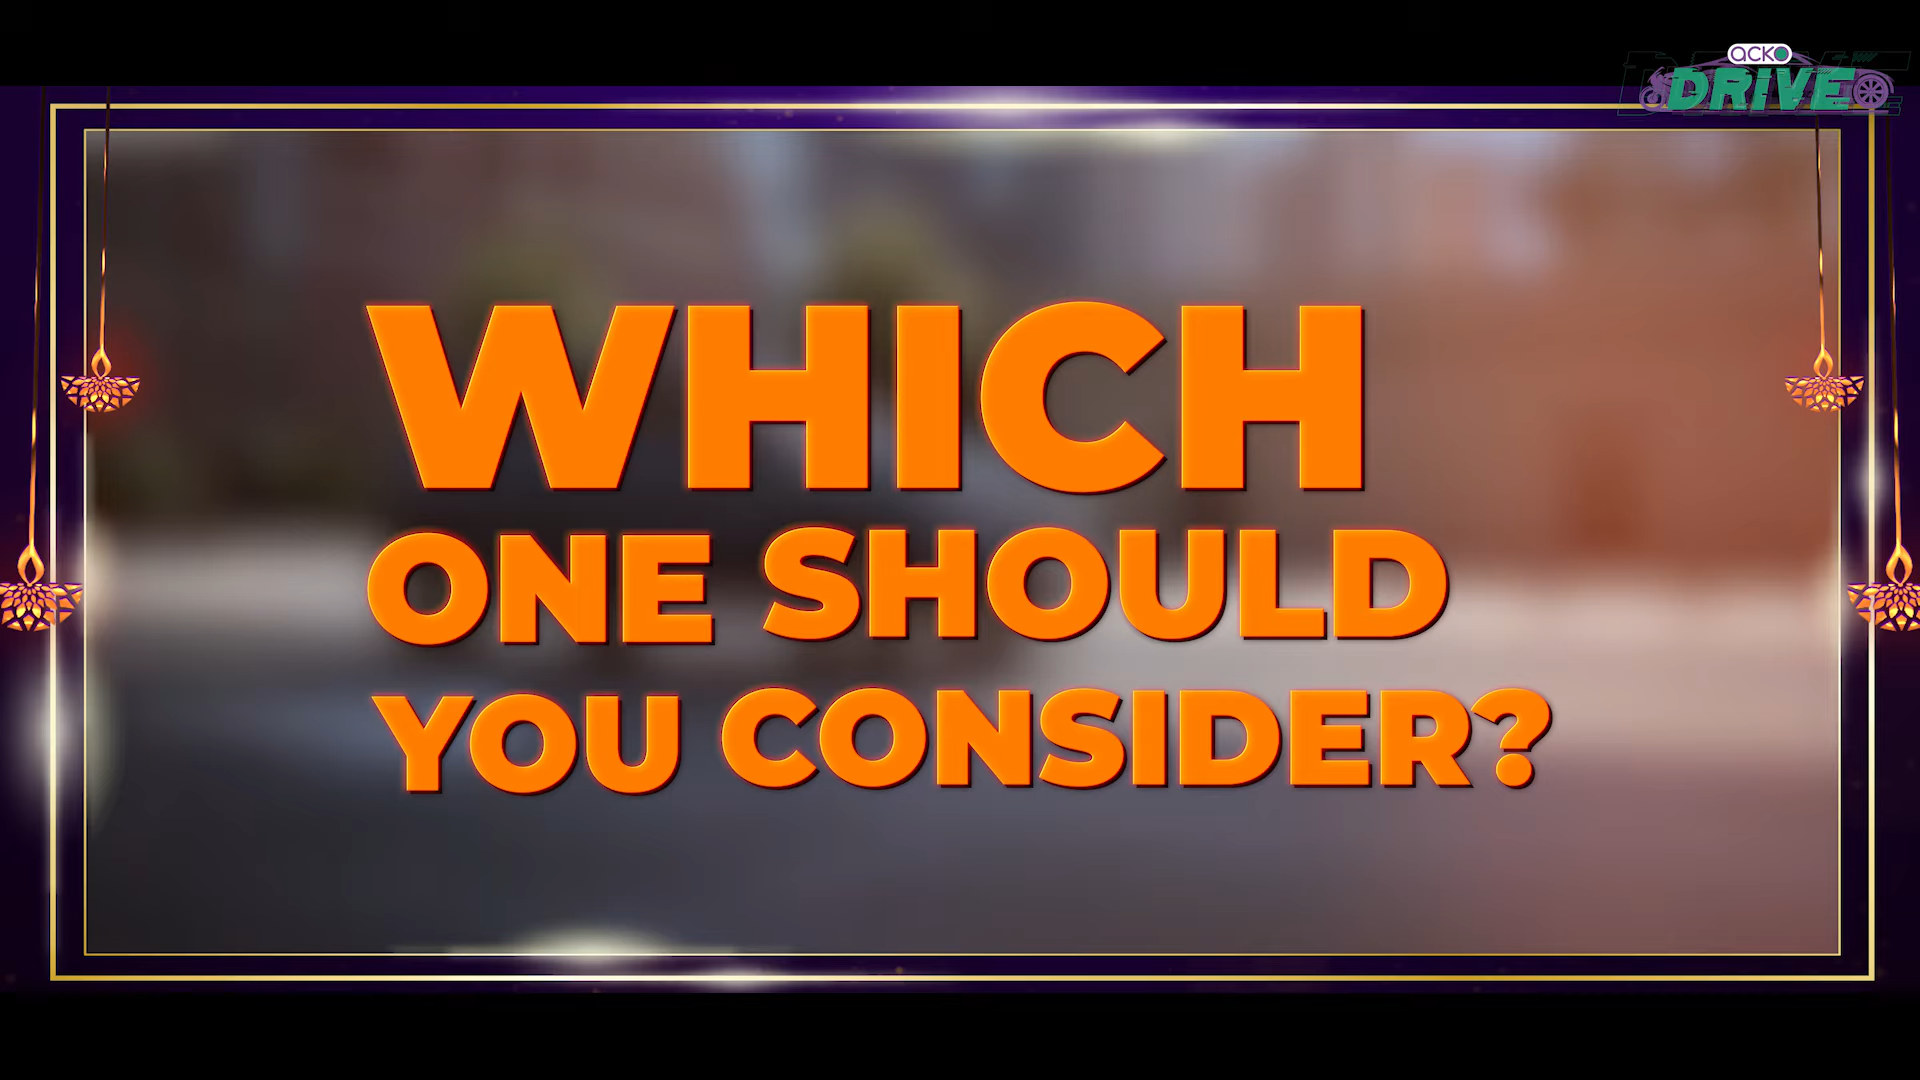 acko
DRIVE
WHICH
ONE SHOULD
YOU CONSIDER?